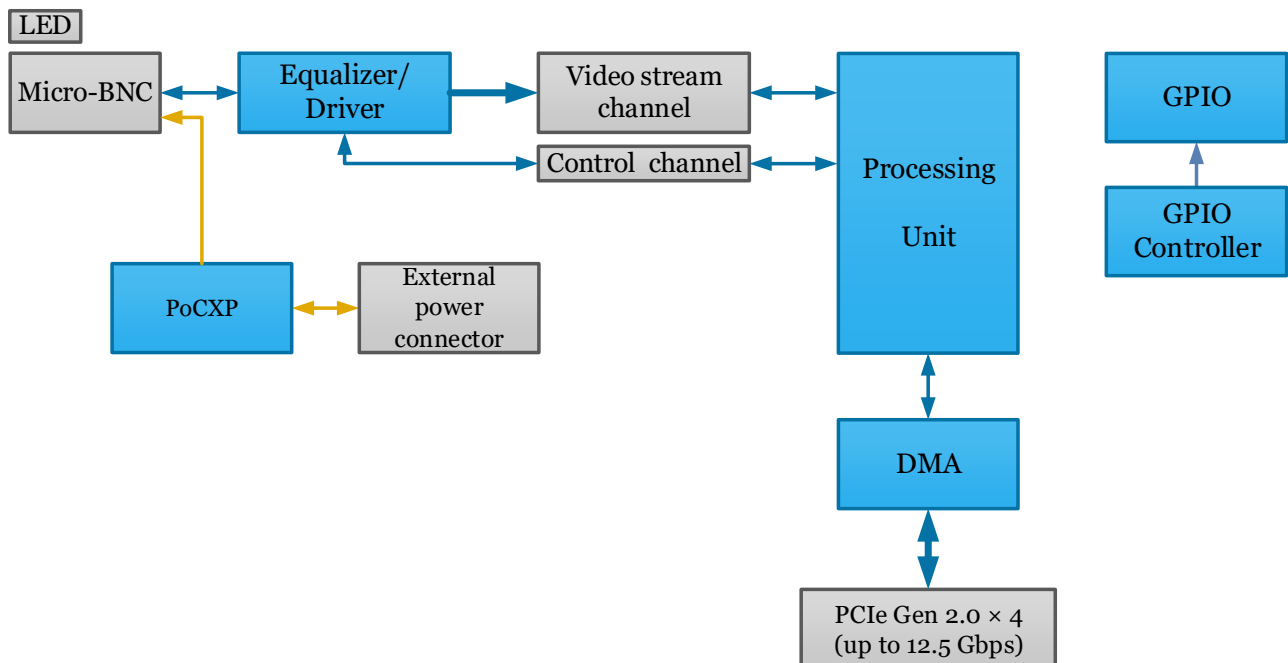 LED
Micro-BNC
Equalizer/
Driver
Video stream
channel
Control channel
Processing
Unit
GPIO
GPIO
Controller
PoCXP
External
power
connector
DMA
PCIe Gen 2.0 × 4
(up to 12.5 Gbps)